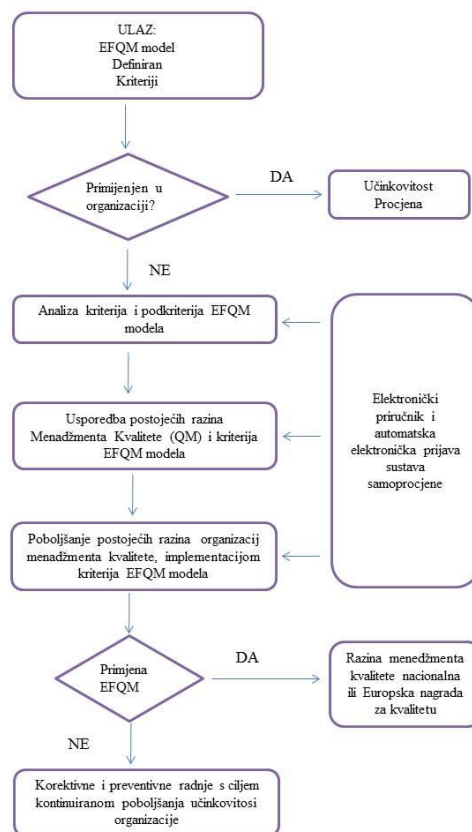 ULAZ:
EFQM model
Definiran
Kriteriji
Primijenjen u
organizaciji?
DA
Učinkovitost
Procjena
NE
Analiza kriterija i podkriterija EFQM
modela
Usporedba postojećih razina
Menadžmenta Kvalitete (QM) i kriterija
EFQM modela
Elektronički
priručnik i
automatska
elektronička prijava
sustava
samoprocjene
Poboljšanje postojećih razina organizacij
menadžmenta kvalitete, implementacijom
kriterija EFQM modela
Primjena
EFQM
DA
Razina menedžmenta
kvalitete nacionalna
ili Europska nagrada
za kvalitetu
NE
Korektivne i preventivne radnje s ciljem
kontinuiranom poboljšanja učinkovitosi
organizacije